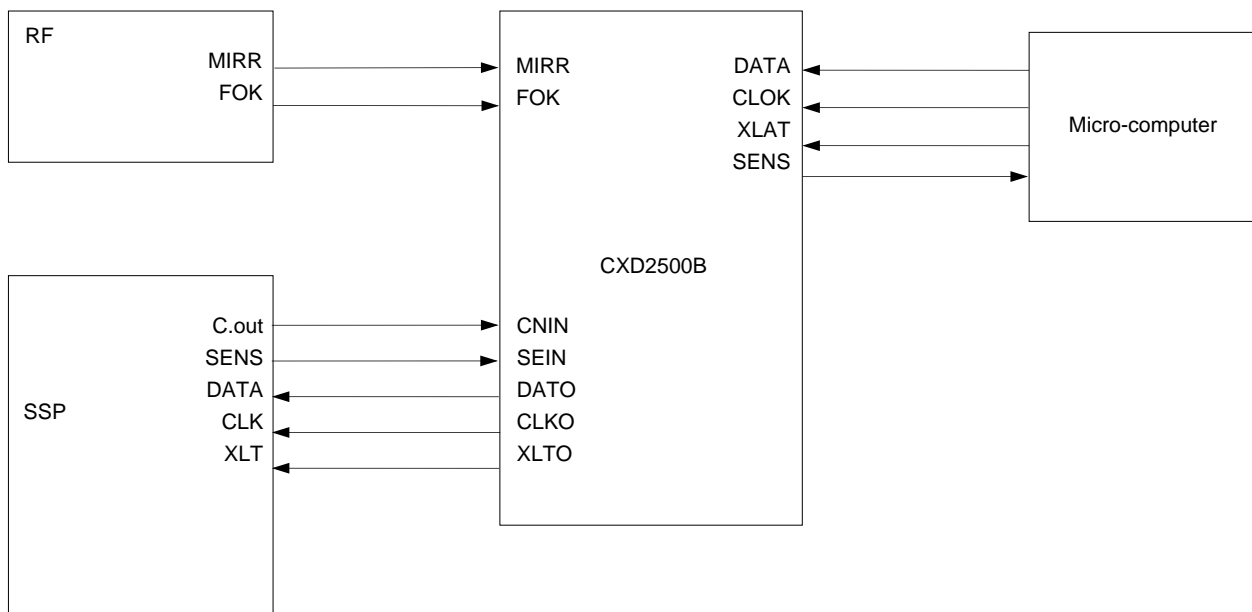 RF
MIRR
FOK
MIRR
FOK
DATA
CLOK
XLAT
SENS
Micro-computer
CXD2500B
SSP
C.out
SENS
DATA
CLK
XLT
CNIN
SEIN
DATO
CLKO
XLTO